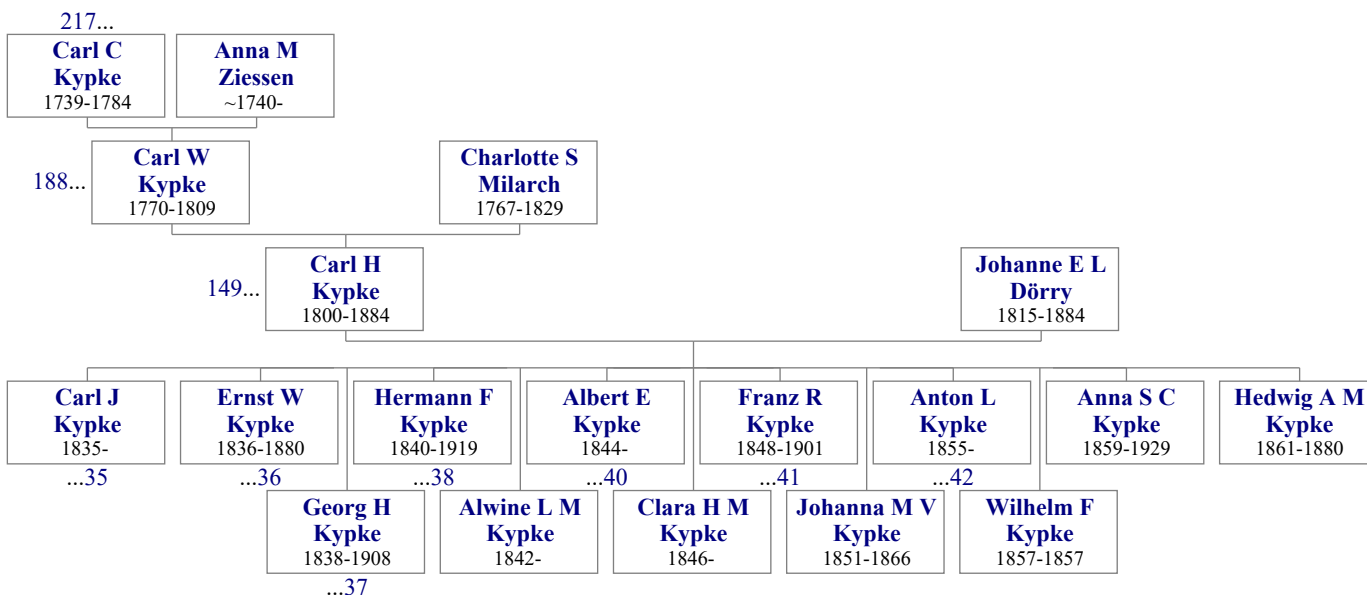 217...
Carl C
Kypke
1739-1784
Anna M
Ziessen
~1740-
188...
Carl W
Kypke
1770-1809
Charlotte S
Milarch
1767-1829
149...
Carl H
Kypke
1800-1884
Johanne E L
Dörry
1815-1884
Carl J
Kypke
1835-
...35
Ernst W
Kypke
1836-1880
...36
Hermann F
Kypke
1840-1919
...38
Albert E
Kypke
1844-
...40
Franz R
Kypke
1848-1901
...41
Anton L
Kypke
1855-
...42
Anna S C
Kypke
1859-1929
Hedwig A M
Kypke
1861-1880
Georg H
Kypke
1838-1908
...37
Alwine L M
Kypke
1842-
Clara H M
Kypke
1846-
Johanna M V
Kypke
1851-1866
Wilhelm F
Kypke
1857-1857